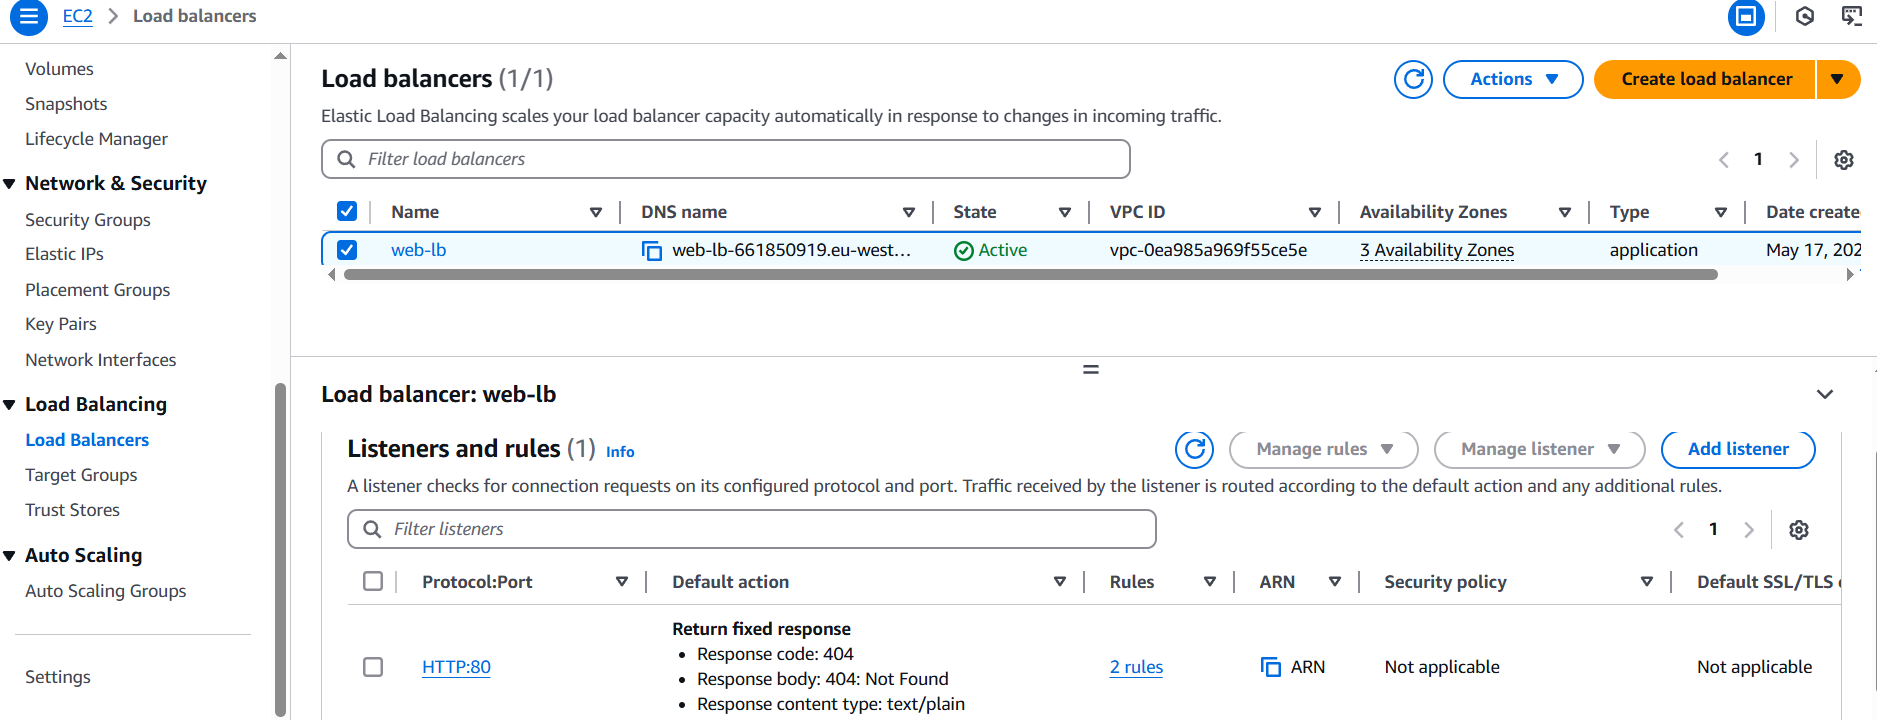 EC2 > Load balancers
Volumes
Snapshots
Lifecycle Manager
Network & Security
Security Groups
Elastic IPs
Placement Groups
Key Pairs
Network Interfaces
Load Balancing
Load Balancers
Target Groups
Trust Stores
Auto Scaling
Auto Scaling Groups
Settings
Load balancers (1/1)
Actions
Create load balancer
Elastic Load Balancing scales your load balancer capacity automatically in response to changes in incoming traffic.
Filter load balancers
1
Name DNS name State VPC ID Availability Zones Type Date create
web-lb web-lb-661850919.eu-west... Active vpc-0ea985a969f55ce5e 3 Availability Zones application May 17, 202
Load balancer: web-lb
Listeners and rules (1) Info
Manage rules Manage listener Add listener
A listener checks for connection requests on its configured protocol and port. Traffic received by the listener is routed according to the default action and any additional rules.
Filter listeners
1
Protocol:Port Default action Rules ARN Security policy Default SSL/TLS
Return fixed response
• Response code: 404
HTTP:80 2 rules ARN Not applicable Not applicable
• Response body: 404: Not Found
• Response content type: text/plain